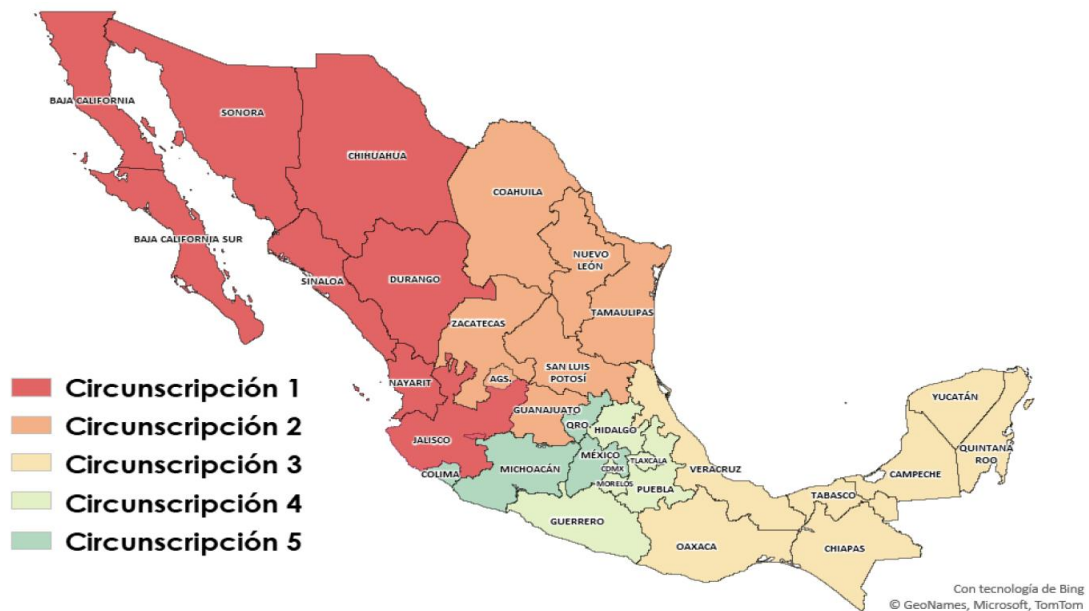 BAJA CALIFORNIA
SONORA
CHIHUAHUA
COAHUILA
BAJA CALIFORNIA SUR
SINALOA
DURANGO
NUEVO
LEÓN
TAMAULIPAS
ZACATECAS
NAYARIT
AGS.
SAN LUIS
POTOSÍ
GUANAJUATO
JALISCO
QRO.
HIDALGO
COLIMA
MICHOACÁN
MÉXICO
CDMX
TLAXCALA
MORELOS
PUEBLA
VERACRUZ
GUERRERO
OAXACA
TABASCO
CHIAPAS
CAMPECHE
YUCATÁN
QUINTANA
ROO
Circunscripción 1
Circunscripción 2
Circunscripción 3
Circunscripción 4
Circunscripción 5
Con tecnología de Bing
© GeoNames, Microsoft, TomTom